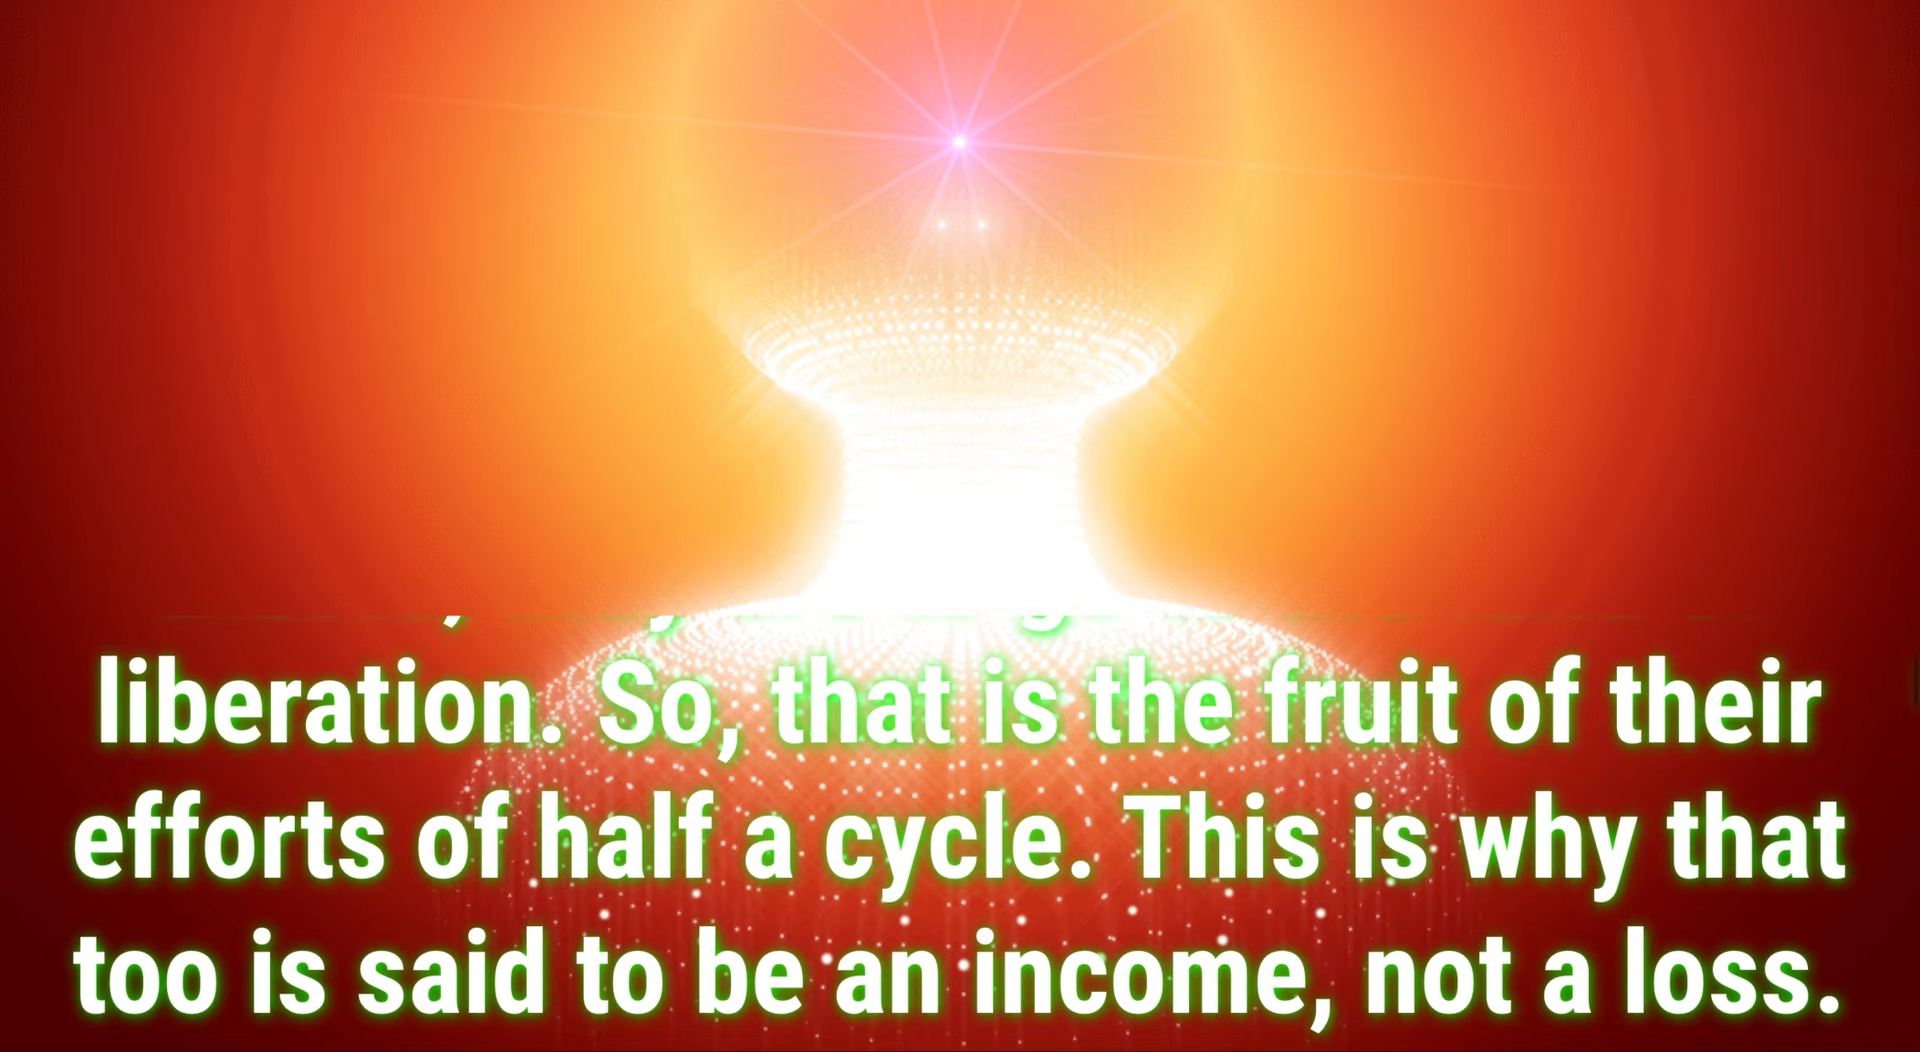 liberation. So, that is the fruit of their
efforts of half a cycle. This is why that
too is said to be an income, not a loss.